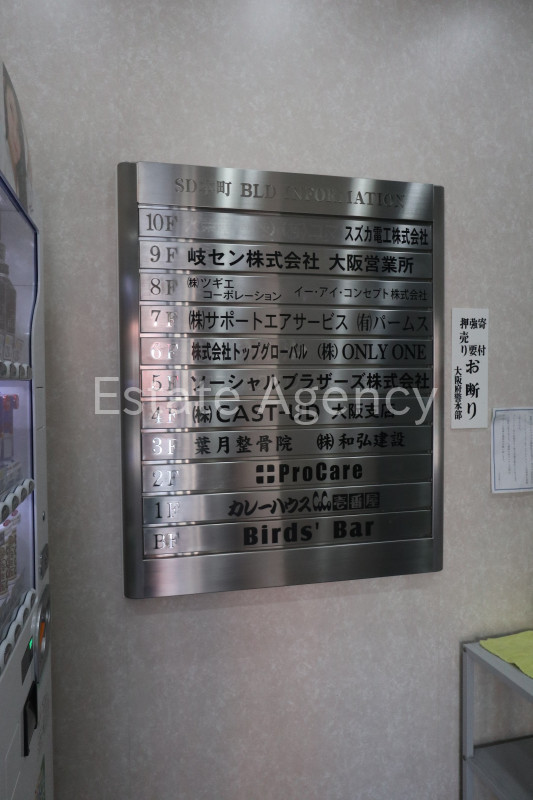 SD本町 BLD INFORMATION
10F スズカ電工株式会社
9F 岐セン株式会社 大阪営業所
8F ㈱ツギエコーポレーション イー・アイ・コンセプト株式会社
7F ㈱サポートエアサービス ㈲パームス
6F 株式会社トップグローバル ㈱ONLY ONE
5F ソーシャルブラザーズ株式会社
4F ㈱CAST-UP 大阪支店
3F 葉月整骨院 ㈱和弘建設
2F ProCare
1F カレーハウスCoCo壱番屋
BF Birds' Bar
Estate Agency
寄付
強要
押売り
お断り
大阪府警本部